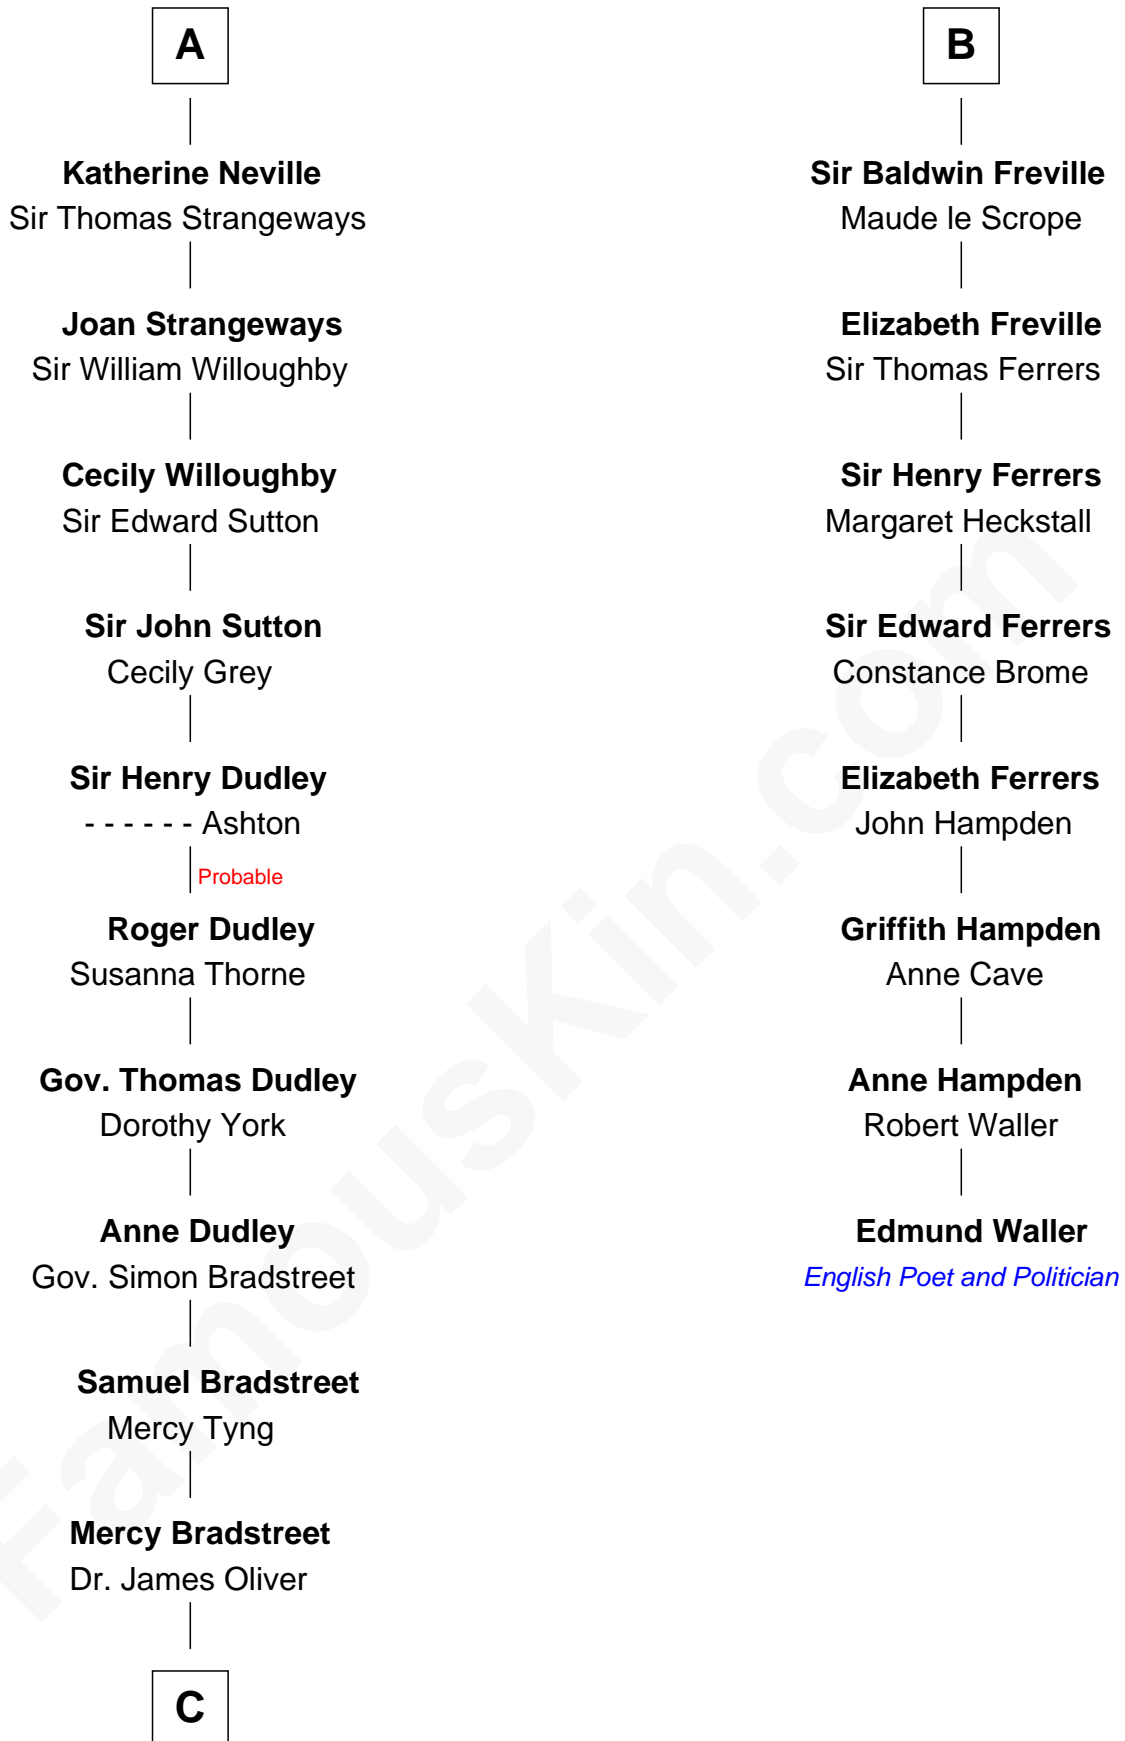 A
Katherine Neville
Sir Thomas Strangeways
Joan Strangeways
Sir William Willoughby
Cecily Willoughby
Sir Edward Sutton
Sir John Sutton
Cecily Grey
Sir Henry Dudley
- - - - - - Ashton
Probable
Roger Dudley
Susanna Thorne
Gov. Thomas Dudley
Dorothy York
Anne Dudley
Gov. Simon Bradstreet
Samuel Bradstreet
Mercy Tyng
Mercy Bradstreet
Dr. James Oliver
C
B
Sir Baldwin Freville
Maude le Scrope
Elizabeth Freville
Sir Thomas Ferrers
Sir Henry Ferrers
Margaret Heckstall
Sir Edward Ferrers
Constance Brome
Elizabeth Ferrers
John Hampden
Griffith Hampden
Anne Cave
Anne Hampden
Robert Waller
Edmund Waller
English Poet and Politician
FamousKin.com